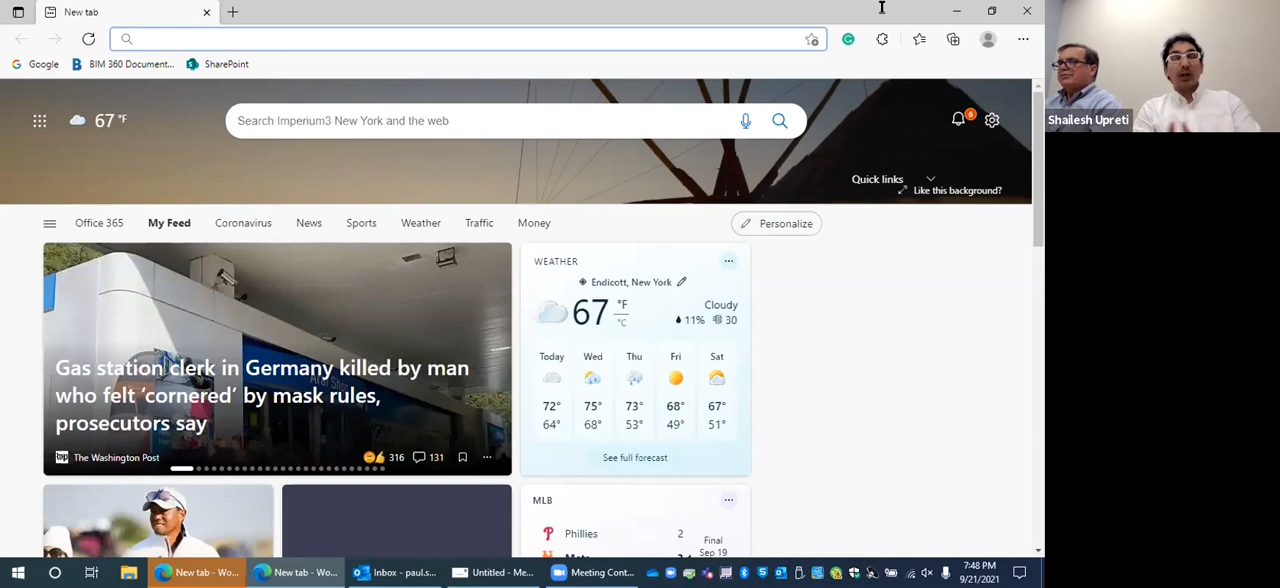 New tab
Google
BIM 360 Document...
SharePoint
67 °F
Search Imperium3 New York and the web
6
Quick links
Like this background?
Shailesh Upreti
Office 365
My Feed
Coronavirus
News
Sports
Weather
Traffic
Money
Personalize
Gas station clerk in Germany killed by man
who felt ‘cornered’ by mask rules,
prosecutors say
The Washington Post
316
131
WEATHER
Endicott, New York
67 °F
°C
Cloudy
11% 30
Today Wed Thu Fri Sat
72° 75° 73° 68° 67°
64° 68° 53° 49° 51°
See full forecast
MLB
Phillies 2
Final
Sep 19
New tab - Wo...
New tab - Wo...
Inbox - paul.s...
Untitled - Me...
Meeting Cont...
7:48 PM
9/21/2021